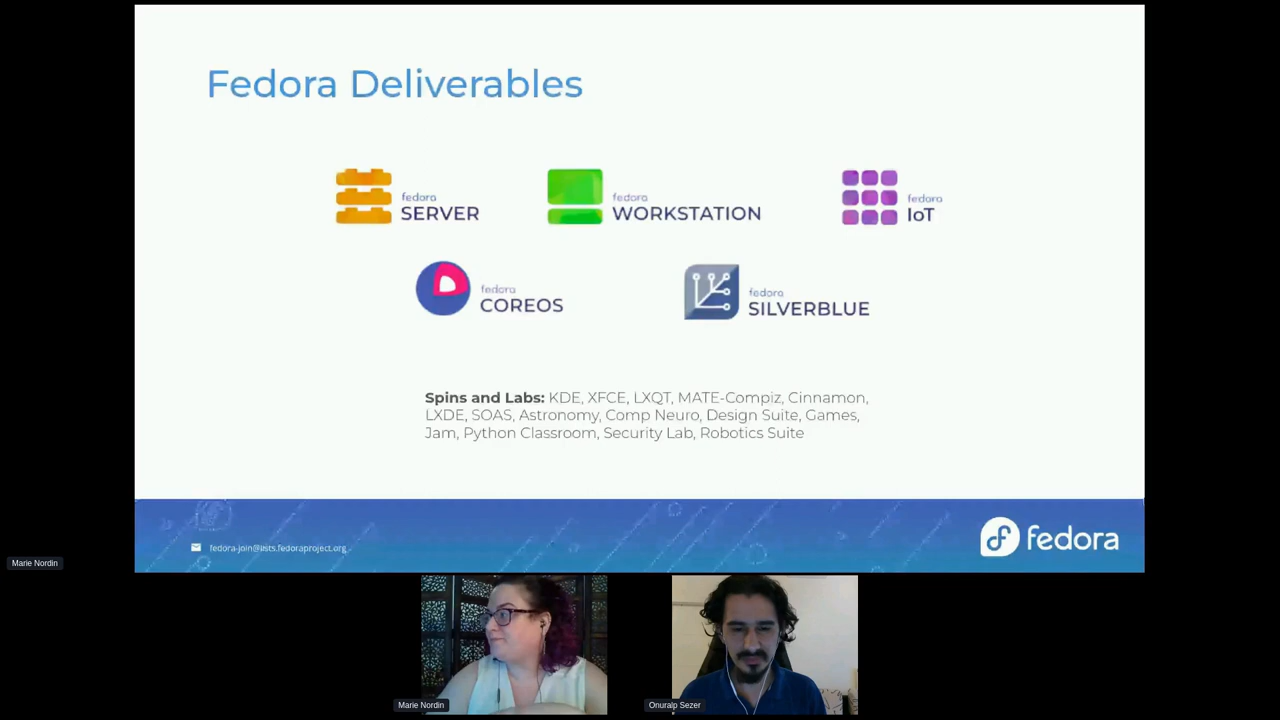 Fedora Deliverables
fedora
SERVER
fedora
WORKSTATION
fedora
IoT
fedora
COREOS
fedora
SILVERBLUE
Spins and Labs: KDE, XFCE, LXQT, MATE-Compiz, Cinnamon,
LXDE, SOAS, Astronomy, Comp Neuro, Design Suite, Games,
Jam, Python Classroom, Security Lab, Robotics Suite
fedora-join@lists.fedoraproject.org
fedora
Marie Nordin
Marie Nordin
Onuralp Sezer